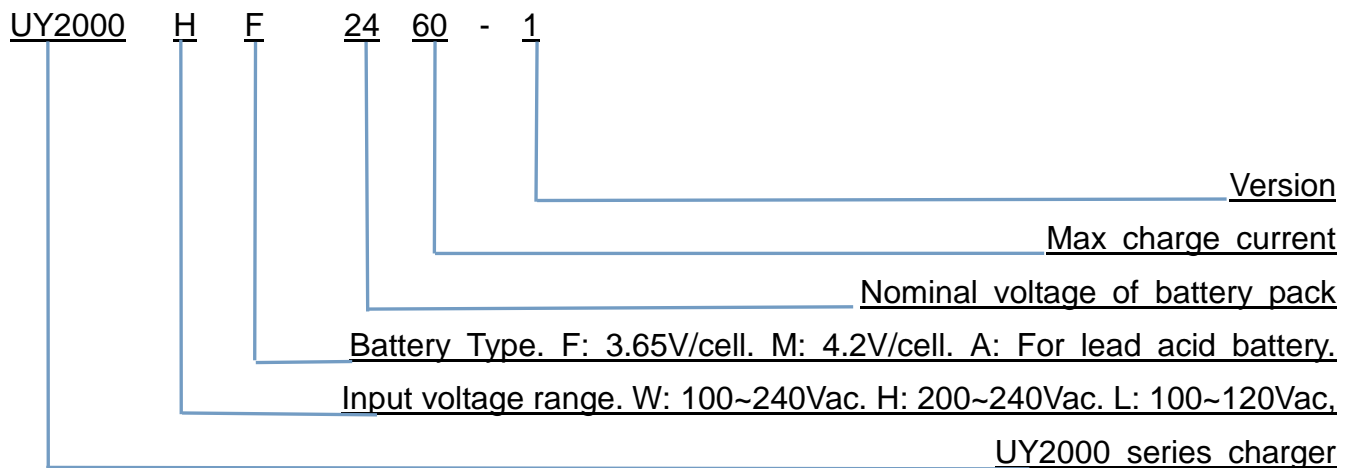 UY2000 H F 24 60 - 1
Version
Max charge current
Nominal voltage of battery pack
Battery Type. F: 3.65V/cell. M: 4.2V/cell. A: For lead acid battery.
Input voltage range. W: 100~240Vac. H: 200~240Vac. L: 100~120Vac,
UY2000 series charger